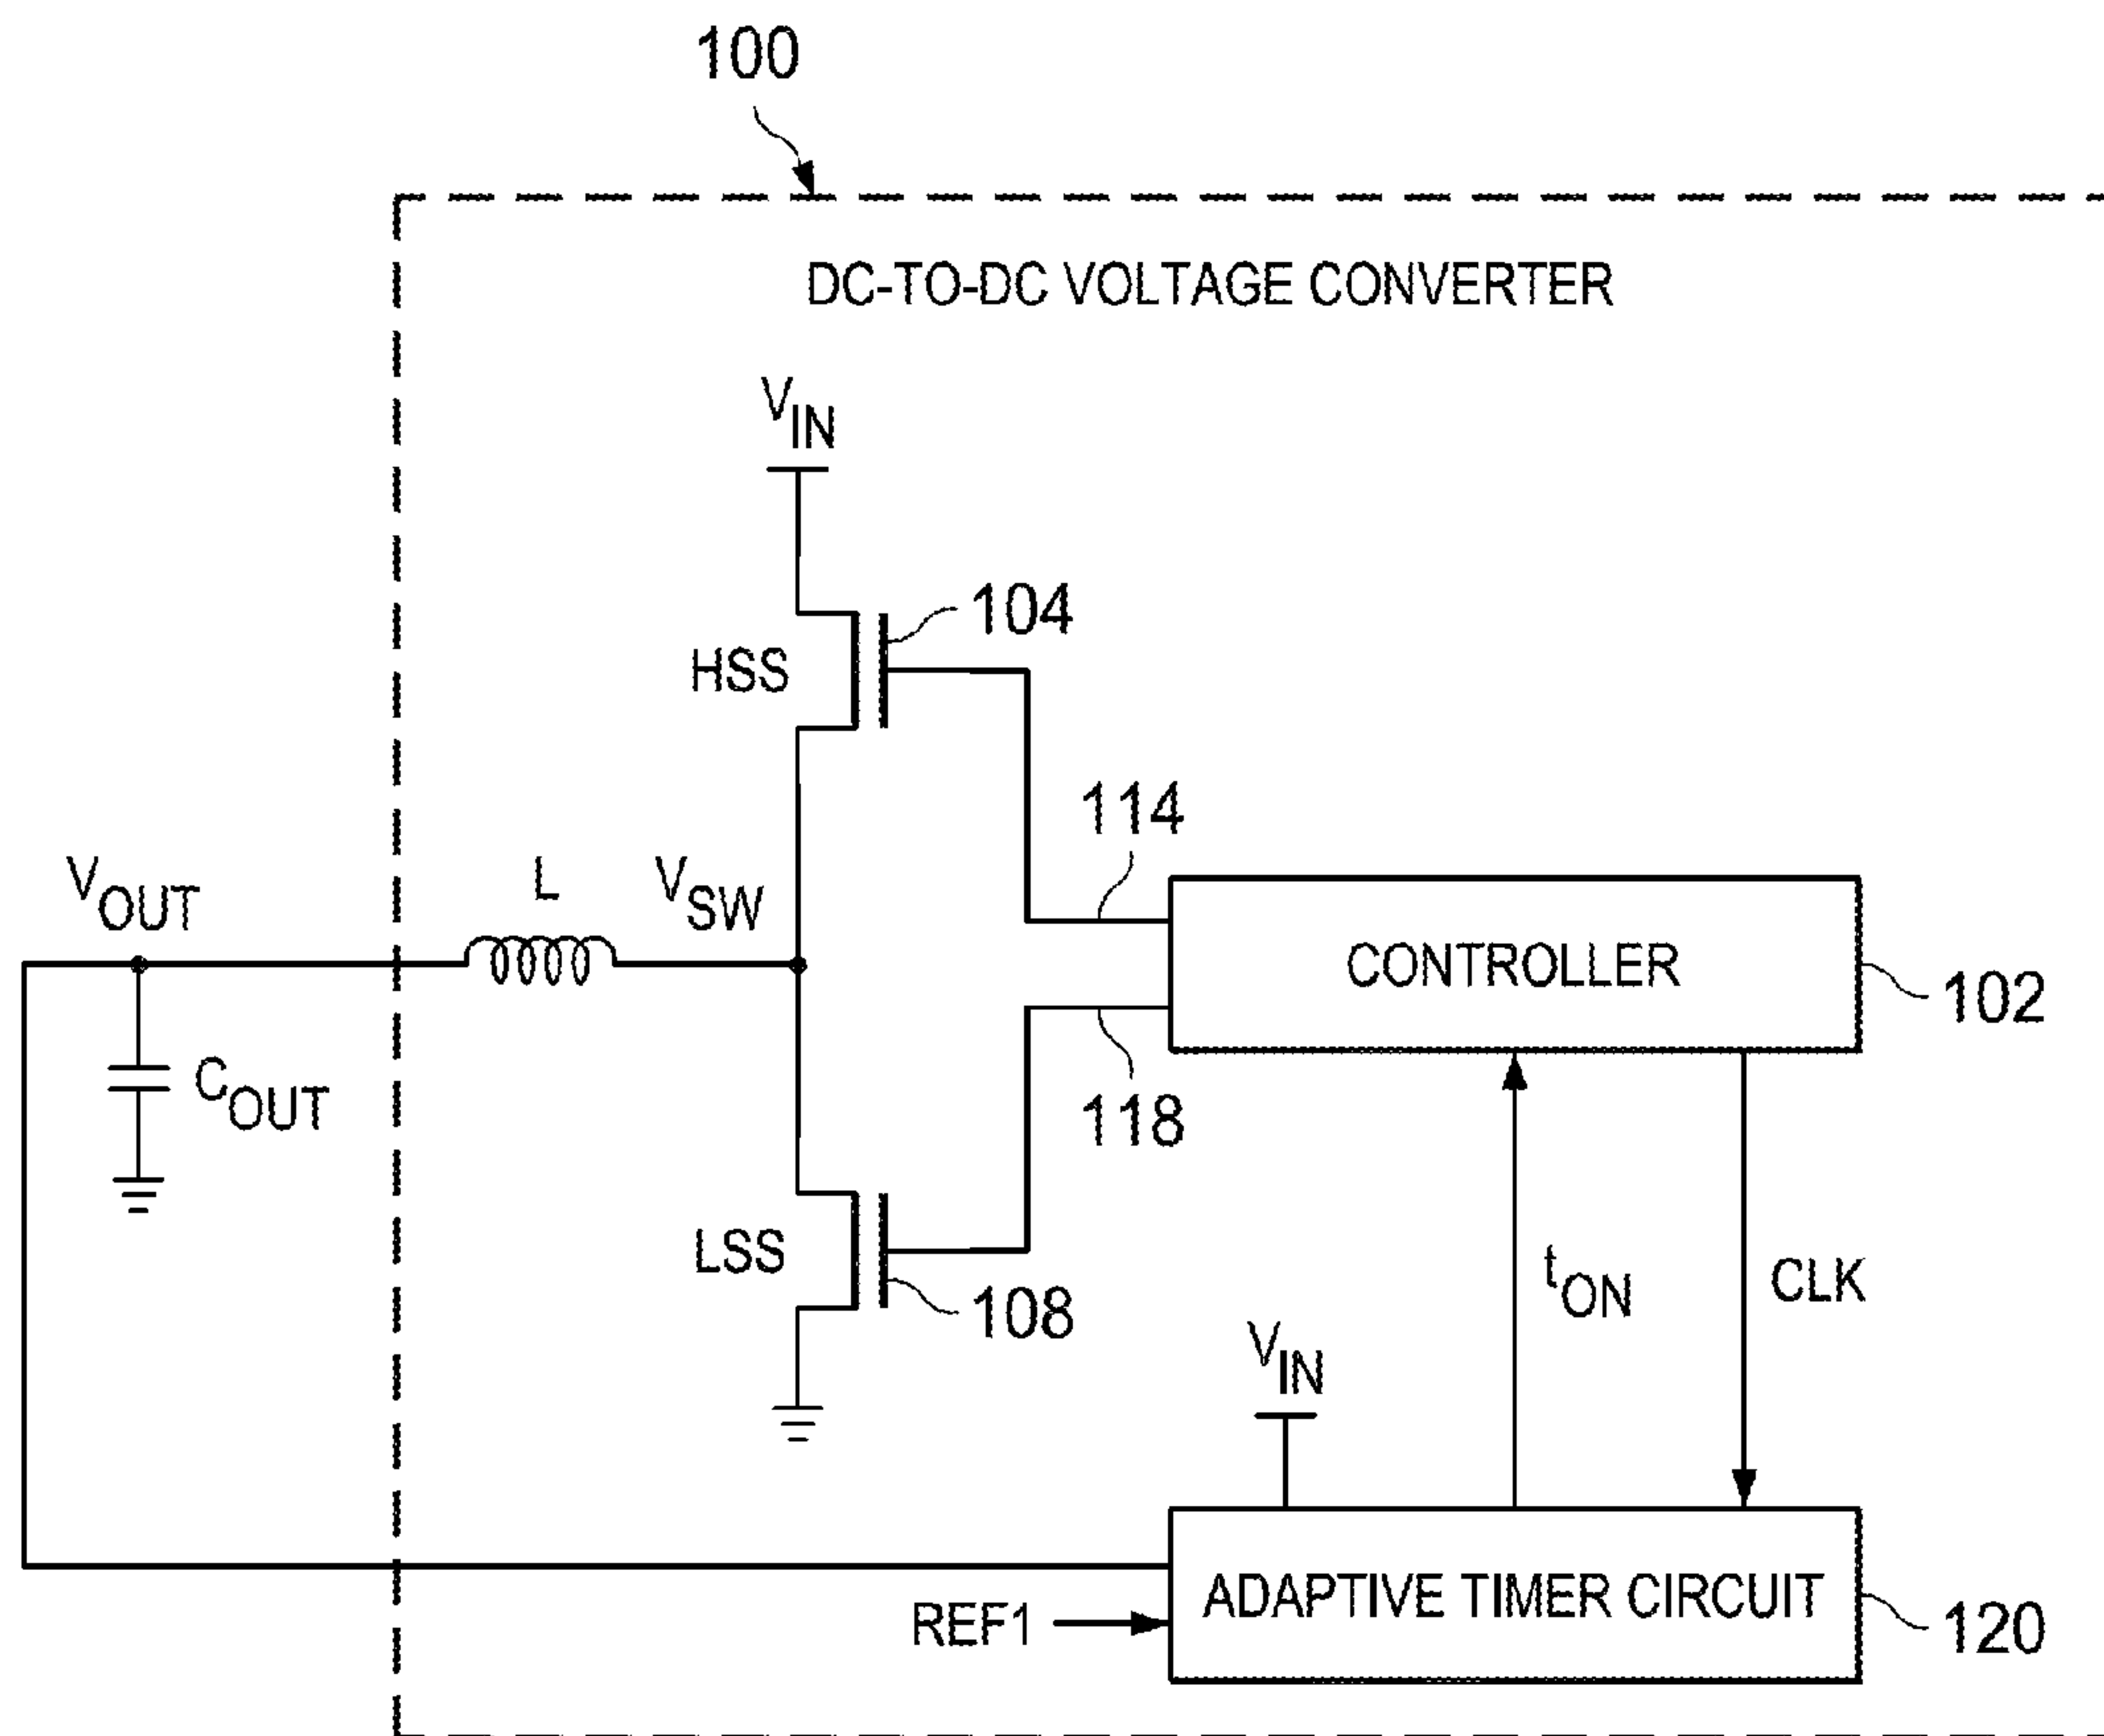 100
DC-TO-DC VOLTAGE CONVERTER
VIN
104
HSS
114
VOUT
L
VSW
CONTROLLER
102
COUT
118
LSS
108
tON
CLK
VIN
ADAPTIVE TIMER CIRCUIT
REF1
120